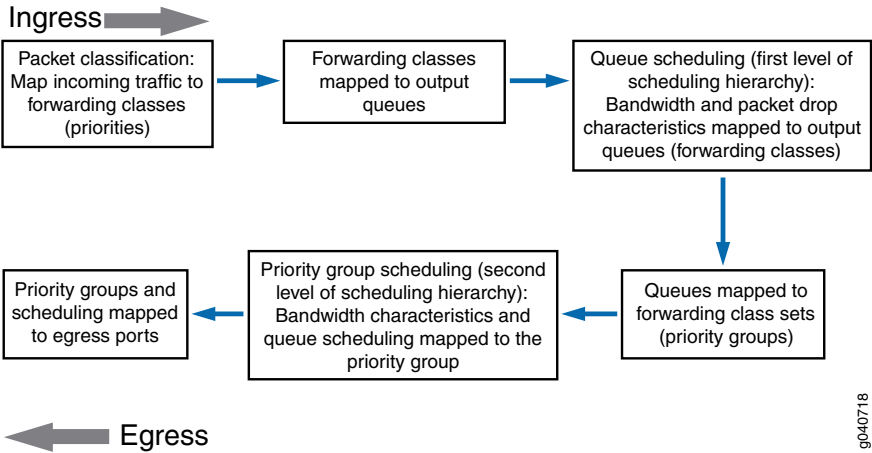 Ingress
Packet classification:
Map incoming traffic to
forwarding classes
(priorities)
Forwarding classes
mapped to output
queues
Queue scheduling (first level of
scheduling hierarchy):
Bandwidth and packet drop
characteristics mapped to output
queues (forwarding classes)
Queues mapped to
forwarding class sets
(priority groups)
Priority group scheduling (second
level of scheduling hierarchy):
Bandwidth characteristics and
queue scheduling mapped to the
priority group
Priority groups and
scheduling mapped
to egress ports
Egress
g040718